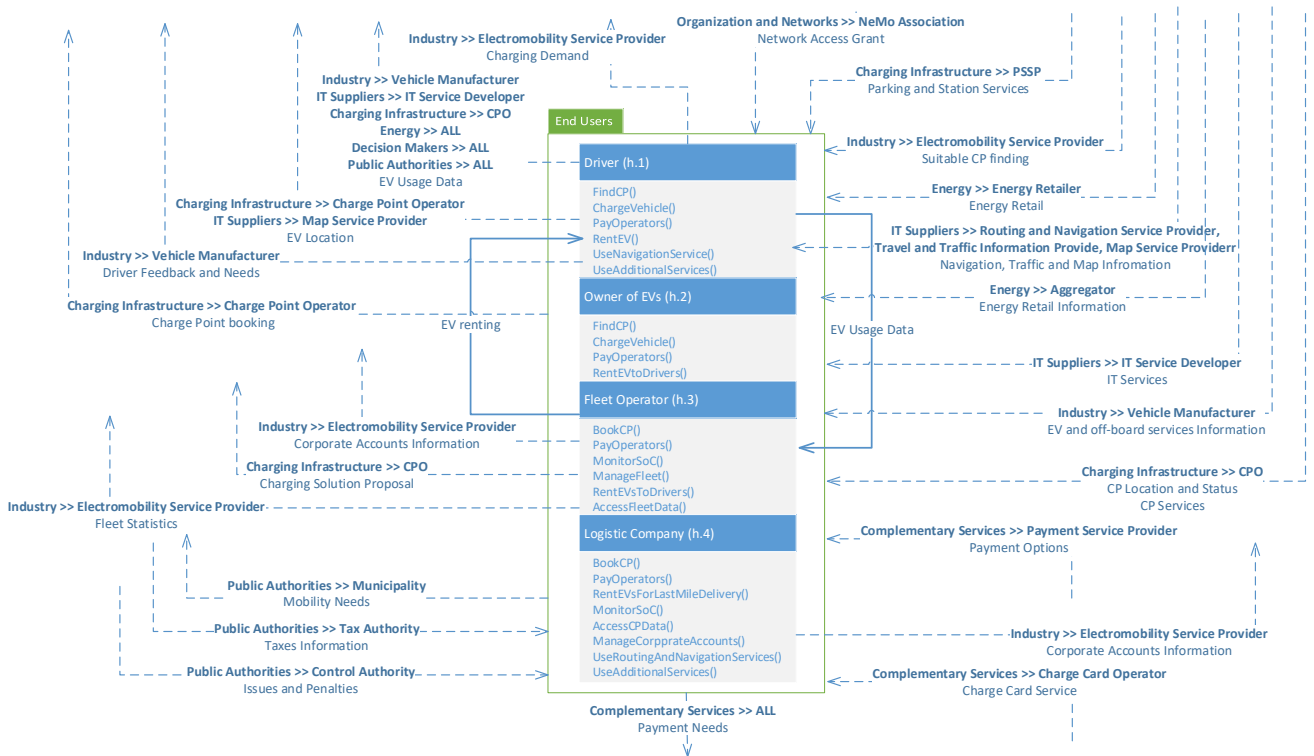 Organization and Networks >> NeMo Association
Network Access Grant
Industry >> Electromobility Service Provider
Charging Demand
Industry >> Vehicle Manufacturer
IT Suppliers >> IT Service Developer
Charging Infrastructure >> CPO
Energy >> ALL
Decision Makers >> ALL
Public Authorities >> ALL
EV Usage Data
Charging Infrastructure >> Charge Point Operator
IT Suppliers >> Map Service Provider
EV Location
Industry >> Vehicle Manufacturer
Driver Feedback and Needs
Charging Infrastructure >> Charge Point Operator
Charge Point booking
EV renting
Industry >> Electromobility Service Provider
Corporate Accounts Information
Charging Infrastructure >> CPO
Charging Solution Proposal
Industry >> Electromobility Service Provider
Fleet Statistics
Public Authorities >> Municipality
Mobility Needs
Public Authorities >> Tax Authority
Taxes Information
Public Authorities >> Control Authority
Issues and Penalties
End Users
Driver (h.1)
FindCP()
ChargeVehicle()
PayOperators()
RentEV()
UseNavigationService()
UseAdditionalServices()
Owner of EVs (h.2)
FindCP()
ChargeVehicle()
PayOperators()
RentEVtoDrivers()
Fleet Operator (h.3)
BookCP()
PayOperators()
MonitorSoC()
ManageFleet()
RentEVsToDrivers()
AccessFleetData()
Logistic Company (h.4)
BookCP()
PayOperators()
RentEVsForLastMileDelivery()
MonitorSoC()
AccessCPData()
ManageCorpprateAccounts()
UseRoutingAndNavigationServices()
UseAdditionalServices()
Complementary Services >> ALL
Payment Needs
Charging Infrastructure >> PSSP
Parking and Station Services
Industry >> Electromobility Service Provider
Suitable CP finding
Energy >> Energy Retailer
Energy Retail
IT Suppliers >> Routing and Navigation Service Provider,
Travel and Traffic Information Provide, Map Service Providerr
Navigation, Traffic and Map Infromation
Energy >> Aggregator
Energy Retail Information
EV Usage Data
IT Suppliers >> IT Service Developer
IT Services
Industry >> Vehicle Manufacturer
EV and off-board services Information
Charging Infrastructure >> CPO
CP Location and Status
CP Services
Complementary Services >> Payment Service Provider
Payment Options
Industry >> Electromobility Service Provider
Corporate Accounts Information
Complementary Services >> Charge Card Operator
Charge Card Service